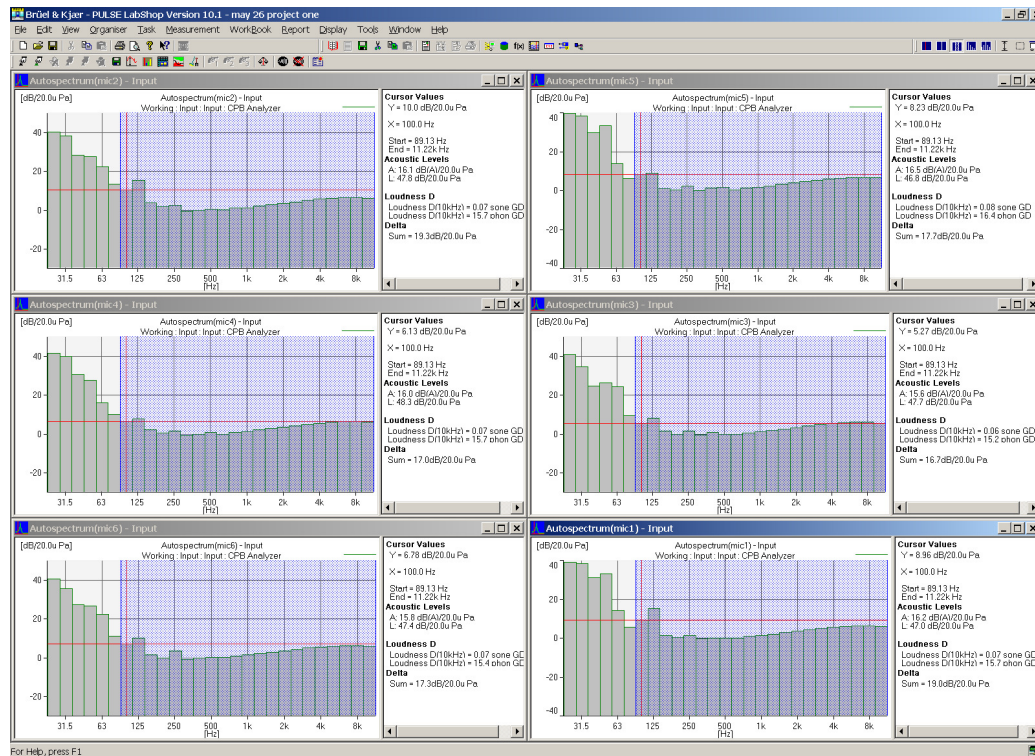 Brüel & Kjær - PULSE LabShop Version 10.1 - may 26 project one
File Edit View Organiser Task Measurement WorkBook Report Display Tools Window Help
Autospectrum(mic2) - Input
[dB/20.0u Pa]
Autospectrum(mic2) - Input
Working : Input : Input : CPB Analyzer
40
20
0
-20
31.5 63 125 250 500 1k 2k 4k 8k
[Hz]
Cursor Values
Y = 10.0 dB/20.0u Pa
X = 100.0 Hz
Start = 89.13 Hz
End = 11.22k Hz
Acoustic Levels
A: 16.1 dB(A)/20.0u Pa
L: 47.8 dB/20.0u Pa
Loudness D
Loudness D(10kHz) = 0.07 sone GD
Loudness D(10kHz) = 15.7 phon GD
Delta
Sum = 19.3dB/20.0u Pa
Autospectrum(mic5) - Input
[dB/20.0u Pa]
Autospectrum(mic5) - Input
Working : Input : Input : CPB Analyzer
40
20
0
-20
-40
31.5 63 125 250 500 1k 2k 4k 8k
[Hz]
Cursor Values
Y = 8.23 dB/20.0u Pa
X = 100.0 Hz
Start = 89.13 Hz
End = 11.22k Hz
Acoustic Levels
A: 16.5 dB(A)/20.0u Pa
L: 46.8 dB/20.0u Pa
Loudness D
Loudness D(10kHz) = 0.08 sone GD
Loudness D(10kHz) = 16.4 phon GD
Delta
Sum = 17.7dB/20.0u Pa
Autospectrum(mic4) - Input
[dB/20.0u Pa]
Autospectrum(mic4) - Input
Working : Input : Input : CPB Analyzer
40
20
0
-20
31.5 63 125 250 500 1k 2k 4k 8k
[Hz]
Cursor Values
Y = 6.13 dB/20.0u Pa
X = 100.0 Hz
Start = 89.13 Hz
End = 11.22k Hz
Acoustic Levels
A: 16.0 dB(A)/20.0u Pa
L: 48.3 dB/20.0u Pa
Loudness D
Loudness D(10kHz) = 0.07 sone GD
Loudness D(10kHz) = 15.7 phon GD
Delta
Sum = 17.0dB/20.0u Pa
Autospectrum(mic3) - Input
[dB/20.0u Pa]
Autospectrum(mic3) - Input
Working : Input : Input : CPB Analyzer
40
20
0
-20
31.5 63 125 250 500 1k 2k 4k 8k
[Hz]
Cursor Values
Y = 5.27 dB/20.0u Pa
X = 100.0 Hz
Start = 89.13 Hz
End = 11.22k Hz
Acoustic Levels
A: 15.6 dB(A)/20.0u Pa
L: 47.7 dB/20.0u Pa
Loudness D
Loudness D(10kHz) = 0.06 sone GD
Loudness D(10kHz) = 15.2 phon GD
Delta
Sum = 16.7dB/20.0u Pa
Autospectrum(mic6) - Input
[dB/20.0u Pa]
Autospectrum(mic6) - Input
Working : Input : Input : CPB Analyzer
40
20
0
-20
31.5 63 125 250 500 1k 2k 4k 8k
[Hz]
Cursor Values
Y = 6.78 dB/20.0u Pa
X = 100.0 Hz
Start = 89.13 Hz
End = 11.22k Hz
Acoustic Levels
A: 15.8 dB(A)/20.0u Pa
L: 47.4 dB/20.0u Pa
Loudness D
Loudness D(10kHz) = 0.07 sone GD
Loudness D(10kHz) = 15.4 phon GD
Delta
Sum = 17.3dB/20.0u Pa
Autospectrum(mic1) - Input
[dB/20.0u Pa]
Autospectrum(mic1) - Input
Working : Input : Input : CPB Analyzer
20
0
-20
-40
31.5 63 125 250 500 1k 2k 4k 8k
[Hz]
Cursor Values
Y = 8.96 dB/20.0u Pa
X = 100.0 Hz
Start = 89.13 Hz
End = 11.22k Hz
Acoustic Levels
A: 16.2 dB(A)/20.0u Pa
L: 47.0 dB/20.0u Pa
Loudness D
Loudness D(10kHz) = 0.07 sone GD
Loudness D(10kHz) = 15.7 phon GD
Delta
Sum = 19.0dB/20.0u Pa
For Help, press F1